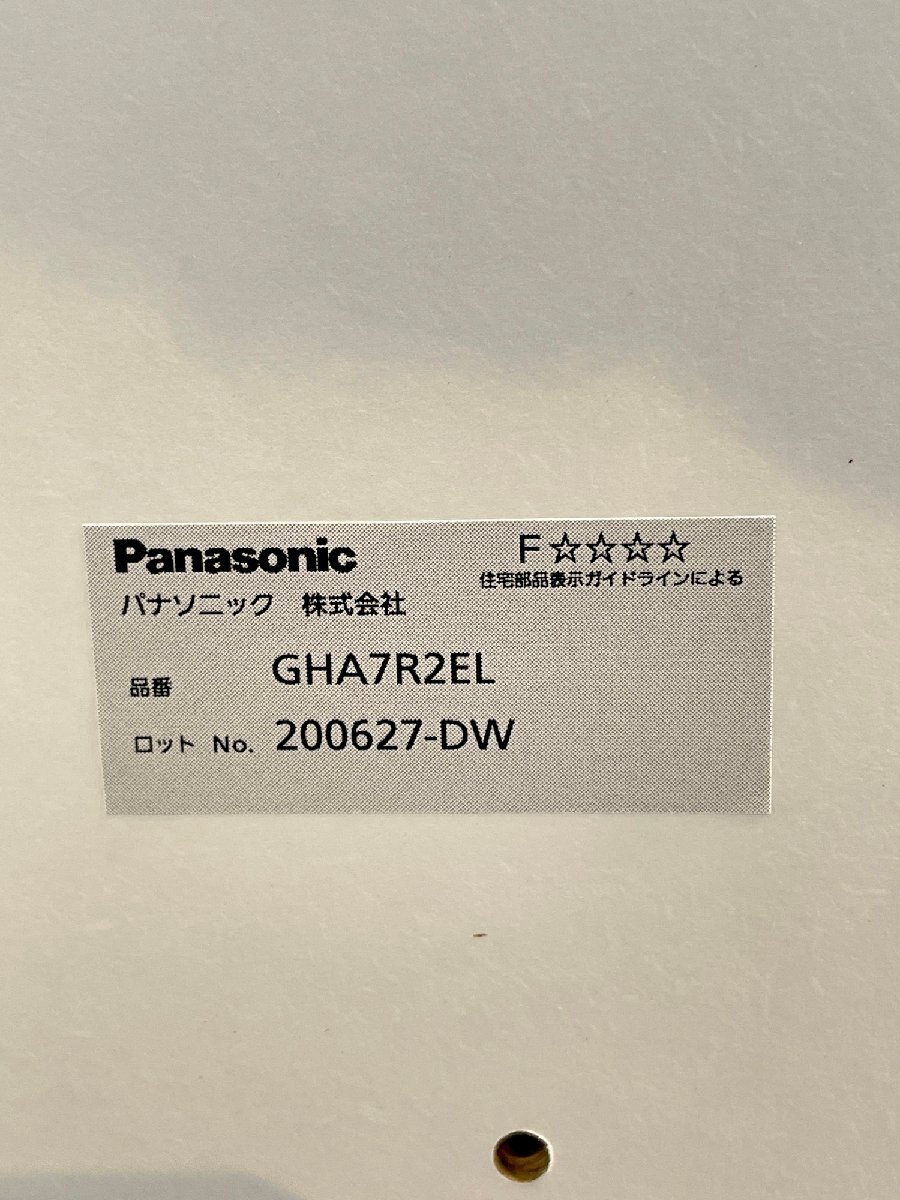 Panasonic
F☆☆☆☆
住宅部品表示ガイドラインによる
パナソニック 株式会社
品番 GHA7R2EL
ロット No. 200627-DW